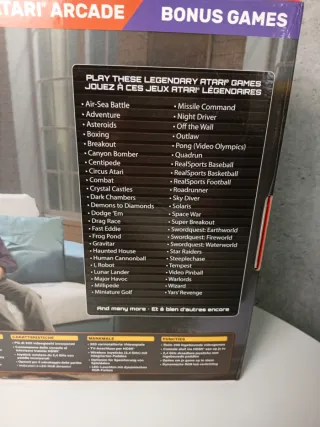 ATARI® ARCADE
BONUS GAMES
PLAY THESE LEGENDARY ATARI® GAMES
JOUEZ À CES JEUX ATARI® LÉGENDAIRES
• Air-Sea Battle
• Adventure
• Asteroids
• Boxing
• Breakout
• Canyon Bomber
• Centipede
• Circus Atari
• Combat
• Crystal Castles
• Dark Chambers
• Demons to Diamonds
• Dodge 'Em
• Drag Race
• Fast Eddie
• Frog Pond
• Gravitar
• Haunted House
• Human Cannonball
• I, Robot
• Lunar Lander
• Major Havoc
• Millipede
• Miniature Golf
• Missile Command
• Night Driver
• Off the Wall
• Outlaw
• Pong (Video Olympics)
• Quadrun
• RealSports Baseball
• RealSports Basketball
• RealSports Football
• Roadrunner
• Sky Diver
• Solaris
• Space War
• Super Breakout
• Swordquest: Earthworld
• Swordquest: Fireworld
• Swordquest: Waterworld
• Star Raiders
• Steeplechase
• Tempest
• Video Pinball
• Warlords
• Wizard
• Yars' Revenge
And many more • Et à bien d'autres encore